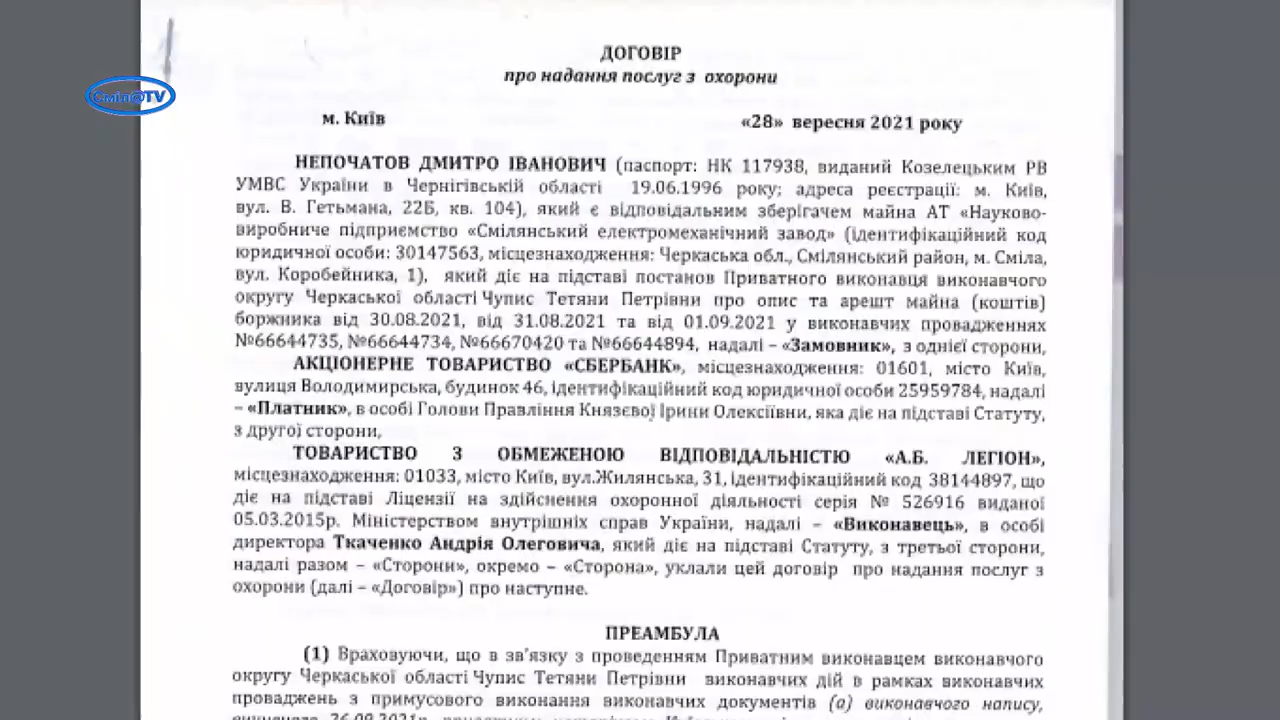 ДОГОВІР
про надання послуг з охорони
Сміл@TV
м. Київ «28» вересня 2021 року
НЕПОЧАТОВ ДМИТРО ІВАНОВИЧ (паспорт: НК 117938, виданий Козелецьким РВ
УМВС України в Чернігівській області 19.06.1996 року; адреса реєстрації: м. Київ,
вул. В. Гетьмана, 22Б, кв. 104), який є відповідальним зберігачем майна АТ «Науково-
виробниче підприємство «Смілянський електромеханічний завод» (ідентифікаційний код
юридичної особи: 30147563, місцезнаходження: Черкаська обл., Смілянський район, м. Сміла,
вул. Коробейника, 1), який діє на підставі постанов Приватного виконавця виконавчого
округу Черкаської області Чупис Тетяни Петрівни про опис та арешт майна (коштів)
боржника від 30.08.2021, від 31.08.2021 та від 01.09.2021 у виконавчих провадженнях
№66644735, №66644734, №66670420 та №66644894, надалі – «Замовник», з однієї сторони,
АКЦІОНЕРНЕ ТОВАРИСТВО «СБЕРБАНК», місцезнаходження: 01601, місто Київ,
вулиця Володимирська, будинок 46, ідентифікаційний код юридичної особи 25959784, надалі
– «Платник», в особі Голови Правління Князєвої Ірини Олексіївни, яка діє на підставі Статуту,
з другої сторони,
ТОВАРИСТВО З ОБМЕЖЕНОЮ ВІДПОВІДАЛЬНІСТЮ «А.Б. ЛЕГІОН»,
місцезнаходження: 01033, місто Київ, вул.Жилянська, 31, ідентифікаційний код 38144897, що
діє на підставі Ліцензії на здійснення охоронної діяльності серія № 526916 виданої
05.03.2015р. Міністерством внутрішніх справ України, надалі – «Виконавець», в особі
директора Ткаченко Андрія Олеговича, який діє на підставі Статуту, з третьої сторони,
надалі разом – «Сторони», окремо – «Сторона», уклали цей договір про надання послуг з
охорони (далі – «Договір») про наступне.
ПРЕАМБУЛА
(1) Враховуючи, що в зв'язку з проведенням Приватним виконавцем виконавчого
округу Черкаської області Чупис Тетяни Петрівни виконавчих дій в рамках виконавчих
проваджень з примусового виконання виконавчих документів (а) виконавчого напису,